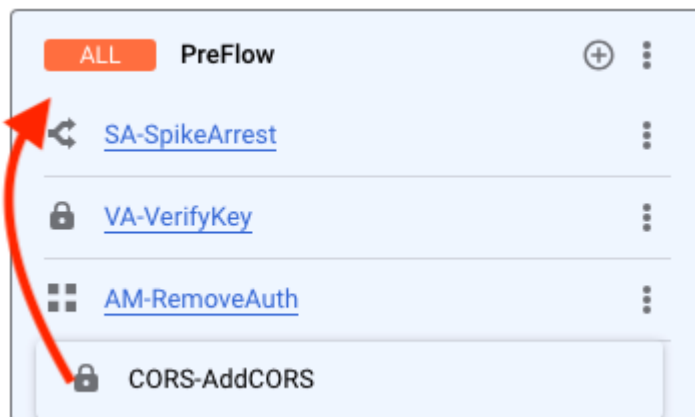 ALL PreFlow
SA-SpikeArrest
VA-VerifyKey
AM-RemoveAuth
CORS-AddCORS